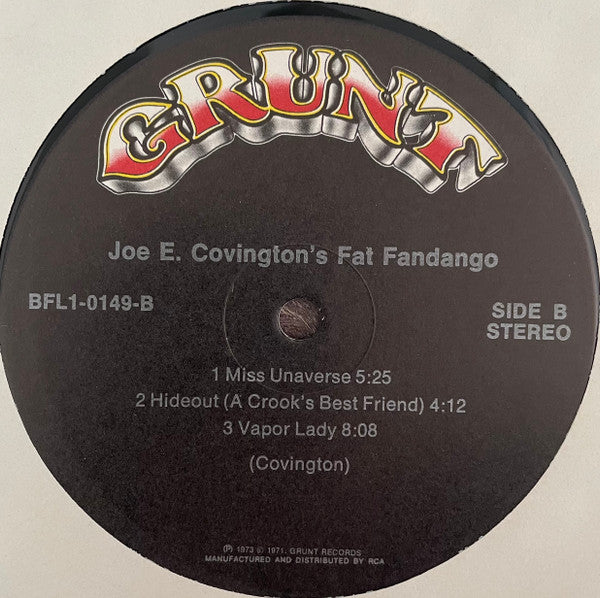 GRUNT
Joe E. Covington's Fat Fandango
BFL1-0149-B
SIDE B
STEREO
1 Miss Unaverse 5:25
2 Hideout (A Crook's Best Friend) 4:12
3 Vapor Lady 8:08
(Covington)
℗ 1973 © 1971. GRUNT RECORDS
MANUFACTURED AND DISTRIBUTED BY RCA